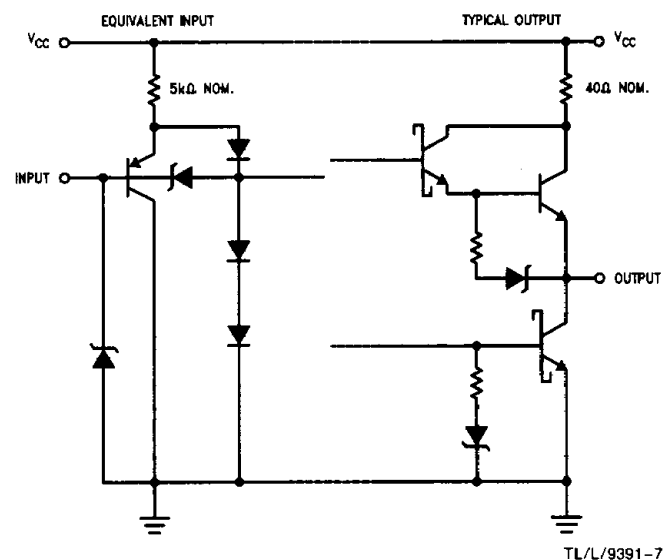 EQUIVALENT INPUT
TYPICAL OUTPUT
VCC
VCC
5kΩ NOM.
40Ω NOM.
INPUT
OUTPUT
TL/L/9391-7